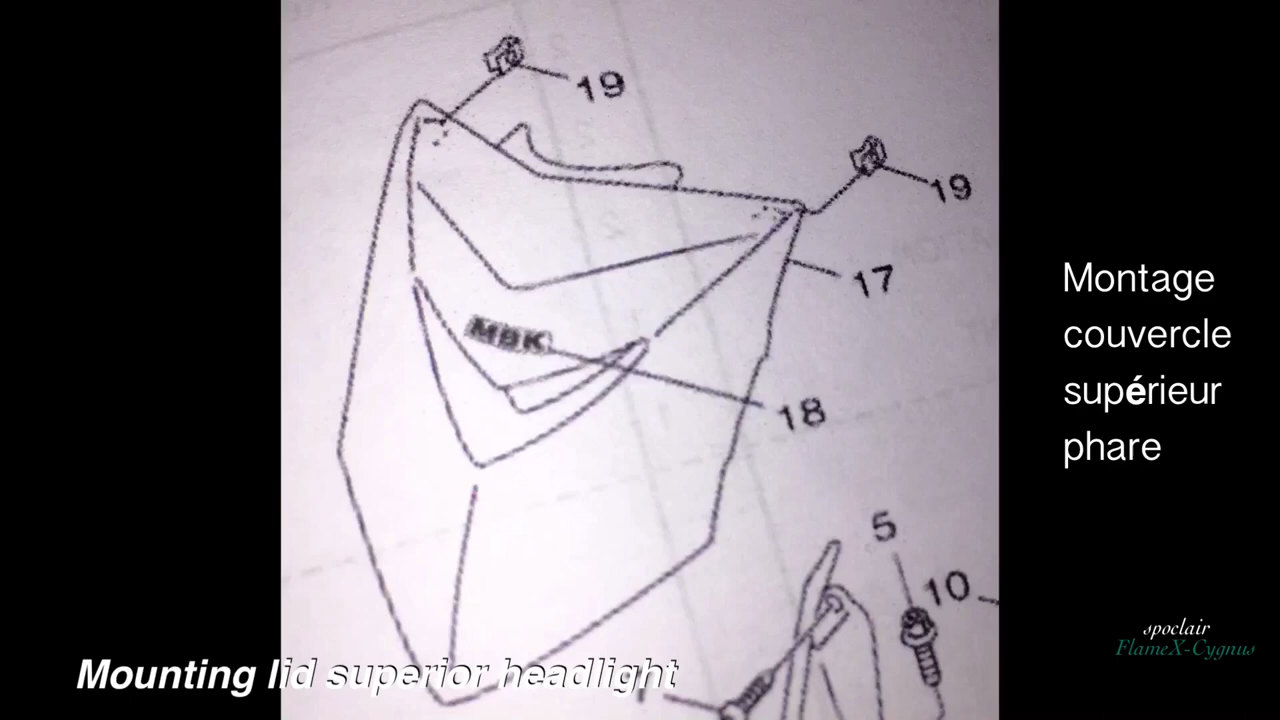 19
19
17
MBK
18
5
10
Montage
couvercle
supérieur
phare
spoclair
FlameX-Cygnus
Mounting lid superior headlight